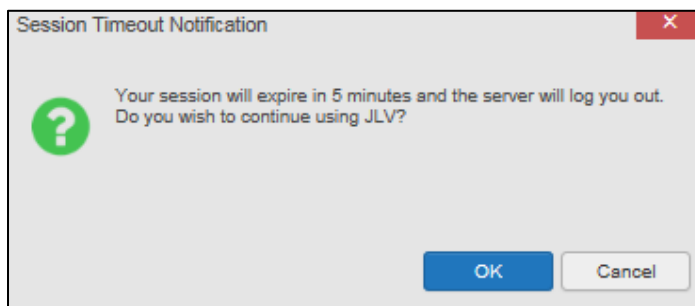 Session Timeout Notification
Your session will expire in 5 minutes and the server will log you out.
Do you wish to continue using JLV?
OK
Cancel